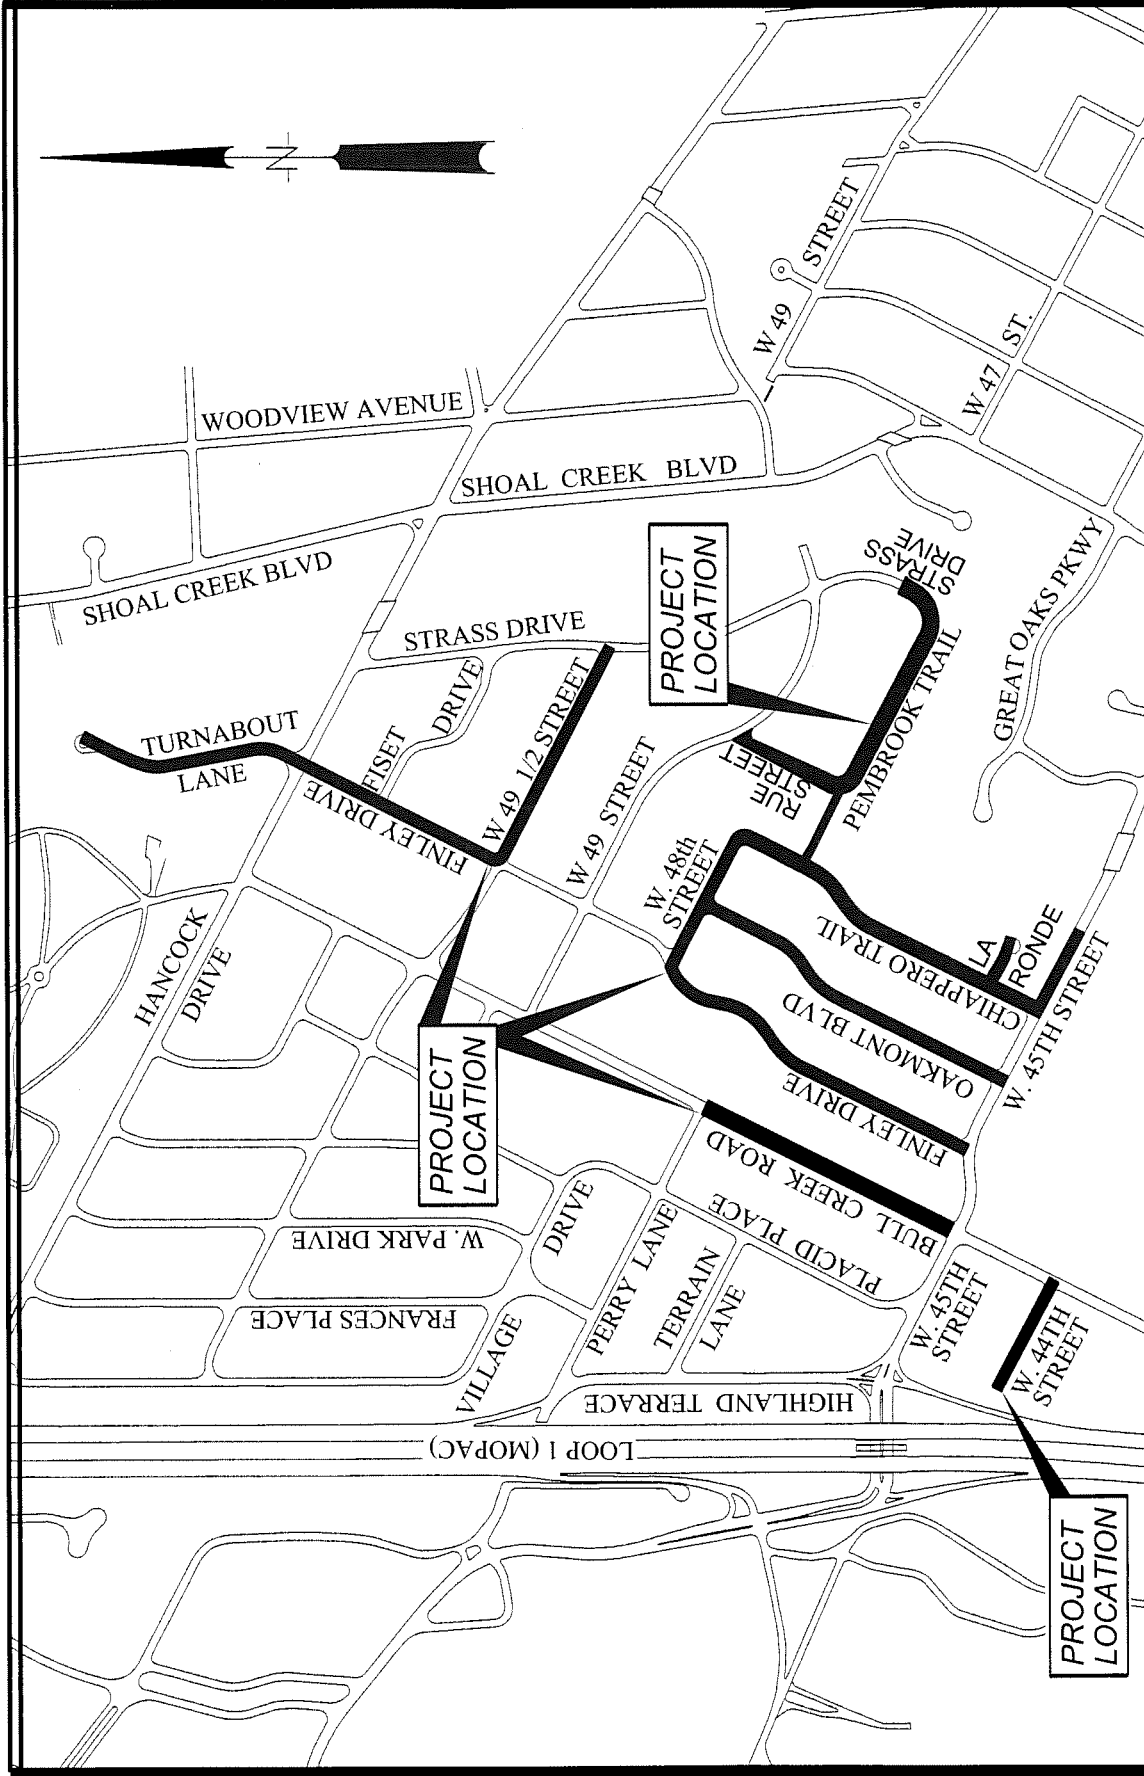 N
WOODVIEW AVENUE
SHOAL CREEK BLVD
SHOAL CREEK BLVD
W 49 STREET
W 47 ST.
STRASS DRIVE
STRASS
DRIVE
PROJECT
LOCATION
GREAT OAKS PKWY
PEMBROOK TRAIL
RUE
STREET
TURNABOUT
LANE
FISET DRIVE
FINLEY DRIVE
W 49 1/2 STREET
W 49 STREET
W. 48th
STREET
HANCOCK
DRIVE
PROJECT
LOCATION
CHIAPPERO TRAIL
LA
RONDE
OAKMONT BLVD
W. 45TH STREET
FINLEY DRIVE
BULL CREEK ROAD
PLACID PLACE
W. PARK DRIVE
FRANCES PLACE
VILLAGE DRIVE
PERRY LANE
TERRAIN
LANE
HIGHLAND TERRACE
LOOP 1 (MOPAC)
W. 45TH
STREET
W. 44TH
STREET
PROJECT
LOCATION